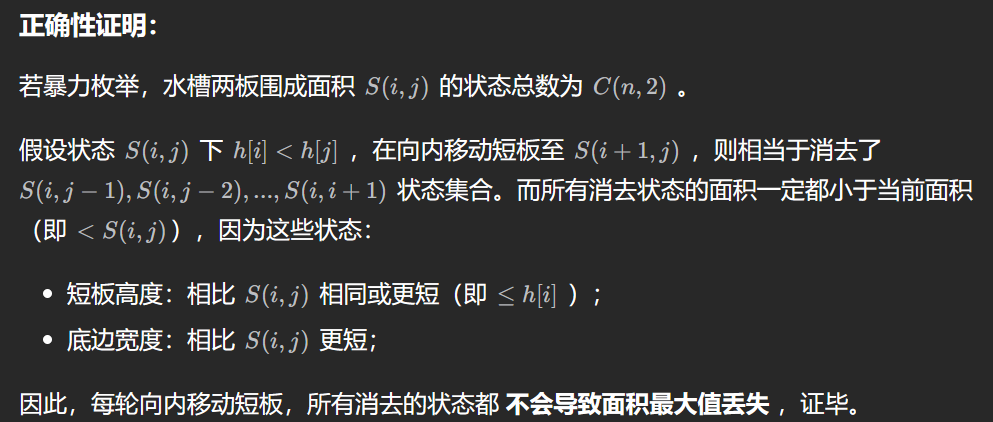 正确性证明：
若暴力枚举，水槽两板围成面积 S(i,j) 的状态总数为 C(n,2) 。
假设状态 S(i,j) 下 h[i]<h[j] ，在向内移动短板至 S(i+1,j) ，则相当于消去了
S(i,j−1),S(i,j−2),...,S(i,i+1) 状态集合。而所有消去状态的面积一定都小于当前面积
（即 <S(i,j)），因为这些状态：
• 短板高度：相比 S(i,j) 相同或更短（即 ≤h[i] ）；
• 底边宽度：相比 S(i,j) 更短；
因此，每轮向内移动短板，所有消去的状态都 不会导致面积最大值丢失 ，证毕。